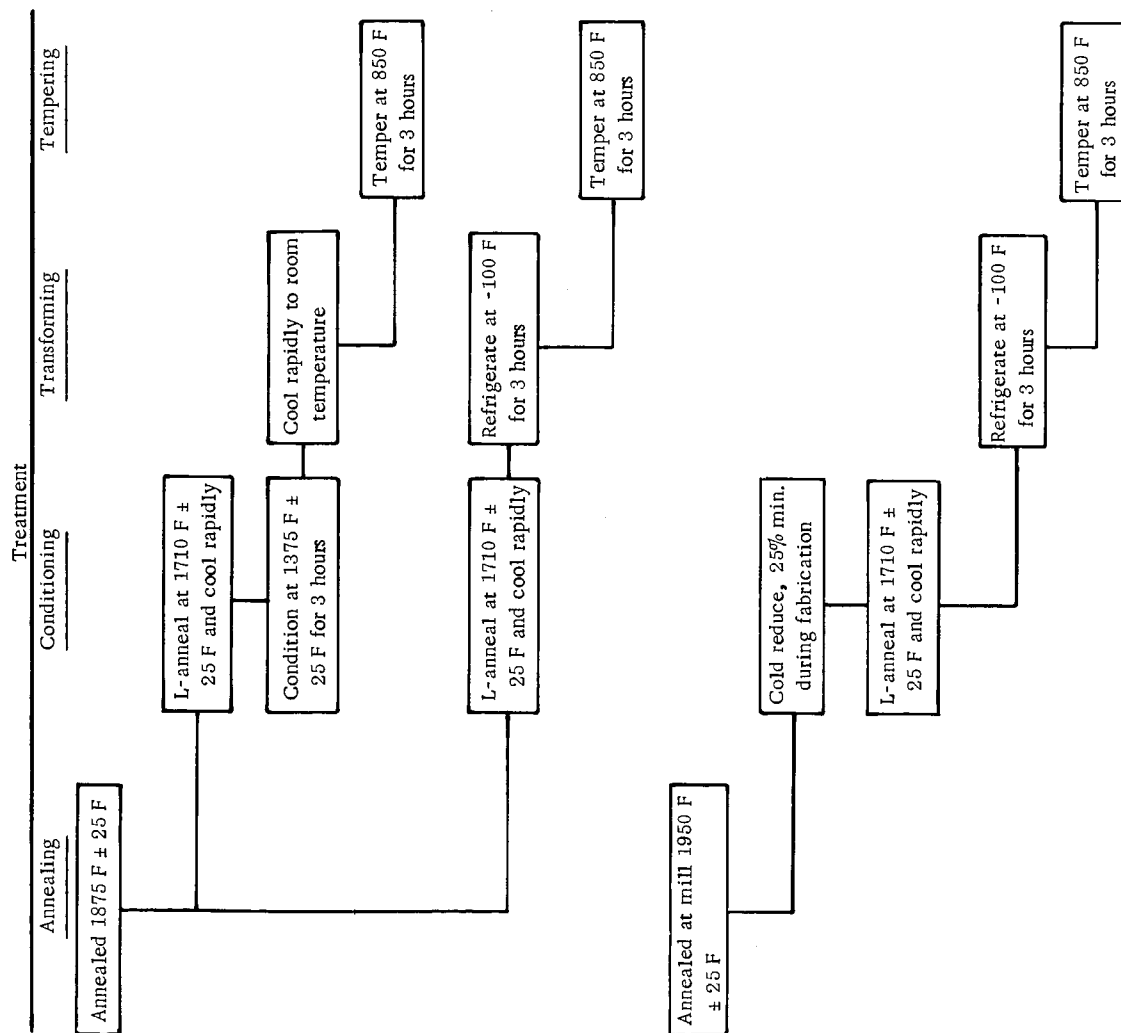 Treatment
Annealing
Conditioning
Transforming
Tempering
Annealed 1875 F ± 25 F
L-anneal at 1710 F ±
25 F and cool rapidly
Condition at 1375 F ±
25 F for 3 hours
Cool rapidly to room
temperature
Temper at 850 F
for 3 hours
L-anneal at 1710 F ±
25 F and cool rapidly
Refrigerate at -100 F
for 3 hours
Temper at 850 F
for 3 hours
Annealed at mill 1950 F
± 25 F
Cold reduce, 25% min.
during fabrication
L-anneal at 1710 F ±
25 F and cool rapidly
Refrigerate at -100 F
for 3 hours
Temper at 850 F
for 3 hours